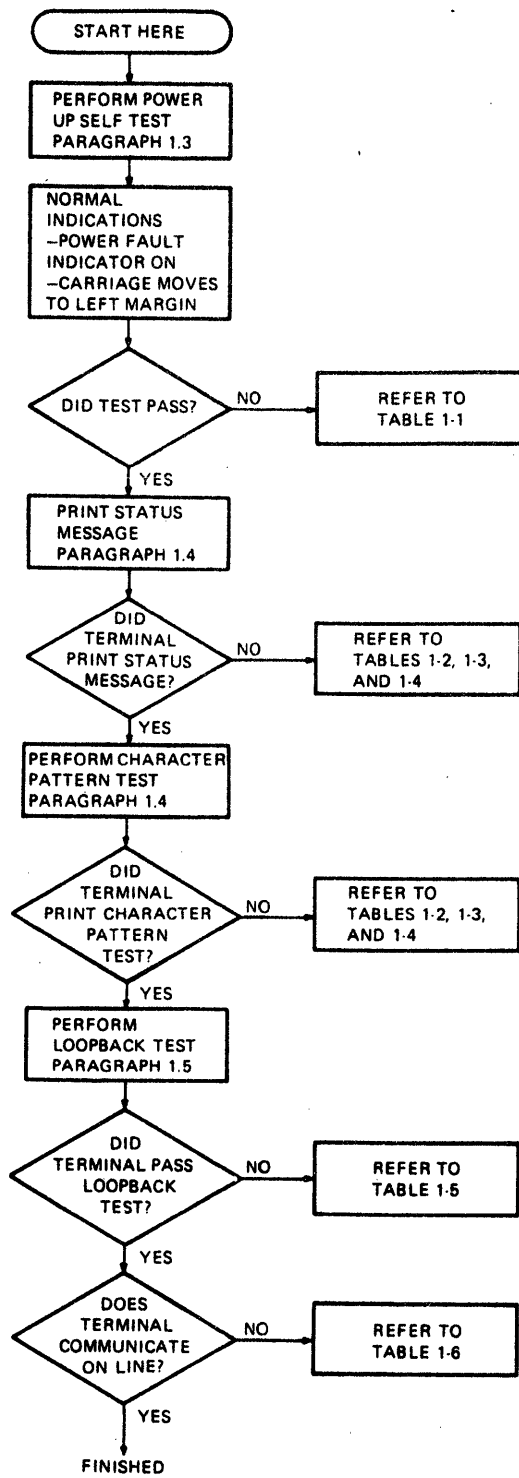 START HERE
PERFORM POWER
UP SELF TEST
PARAGRAPH 1.3
NORMAL
INDICATIONS
–POWER FAULT
INDICATOR ON
–CARRIAGE MOVES
TO LEFT MARGIN
DID TEST PASS?
NO
REFER TO
TABLE 1-1
YES
PRINT STATUS
MESSAGE
PARAGRAPH 1.4
DID
TERMINAL
PRINT STATUS
MESSAGE?
NO
REFER TO
TABLES 1-2, 1-3,
AND 1-4
YES
PERFORM CHARACTER
PATTERN TEST
PARAGRAPH 1.4
DID
TERMINAL
PRINT CHARACTER
PATTERN
TEST?
NO
REFER TO
TABLES 1-2, 1-3,
AND 1-4
YES
PERFORM
LOOPBACK TEST
PARAGRAPH 1.5
DID
TERMINAL PASS
LOOPBACK
TEST?
NO
REFER TO
TABLE 1-5
YES
DOES
TERMINAL
COMMUNICATE
ON LINE?
NO
REFER TO
TABLE 1-6
YES
FINISHED